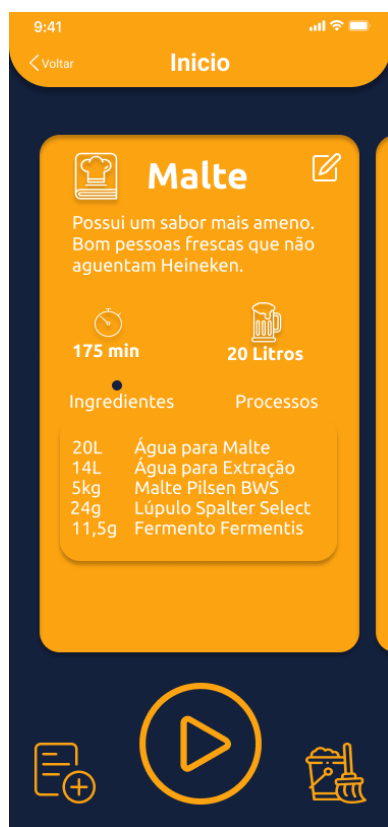 9:41
Voltar
Inicio
Malte
Possui um sabor mais ameno.
Bom pessoas frescas que não
aguentam Heineken.
175 min
20 Litros
Ingredientes
Processos
20L Água para Malte
14L Água para Extração
5kg Malte Pilsen BWS
24g Lúpulo Spalter Select
11,5g Fermento Fermentis